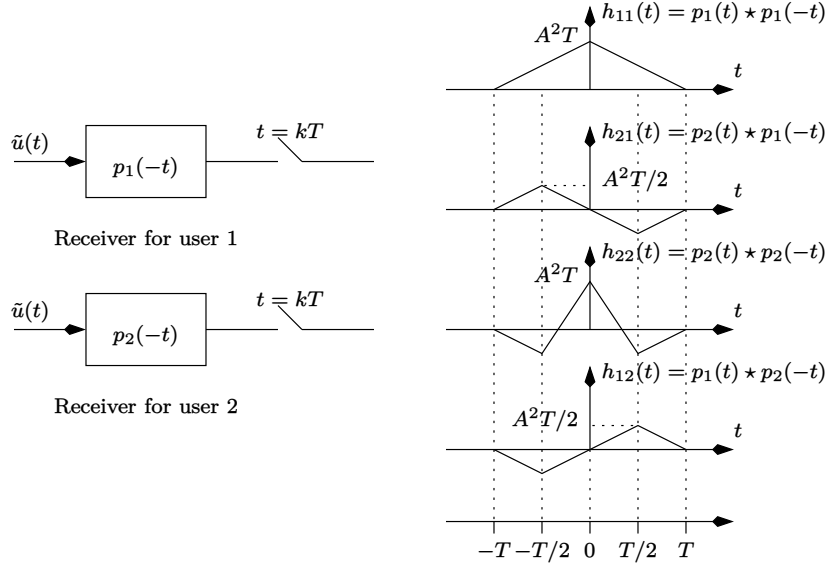 ũ(t)
p₁(−t)
t = kT
Receiver for user 1
ũ(t)
p₂(−t)
t = kT
Receiver for user 2
h₁₁(t) = p₁(t) ⋆ p₁(−t)
A²T
t
h₂₁(t) = p₂(t) ⋆ p₁(−t)
A²T/2
t
h₂₂(t) = p₂(t) ⋆ p₂(−t)
A²T
t
h₁₂(t) = p₁(t) ⋆ p₂(−t)
A²T/2
t
−T −T/2 0 T/2 T